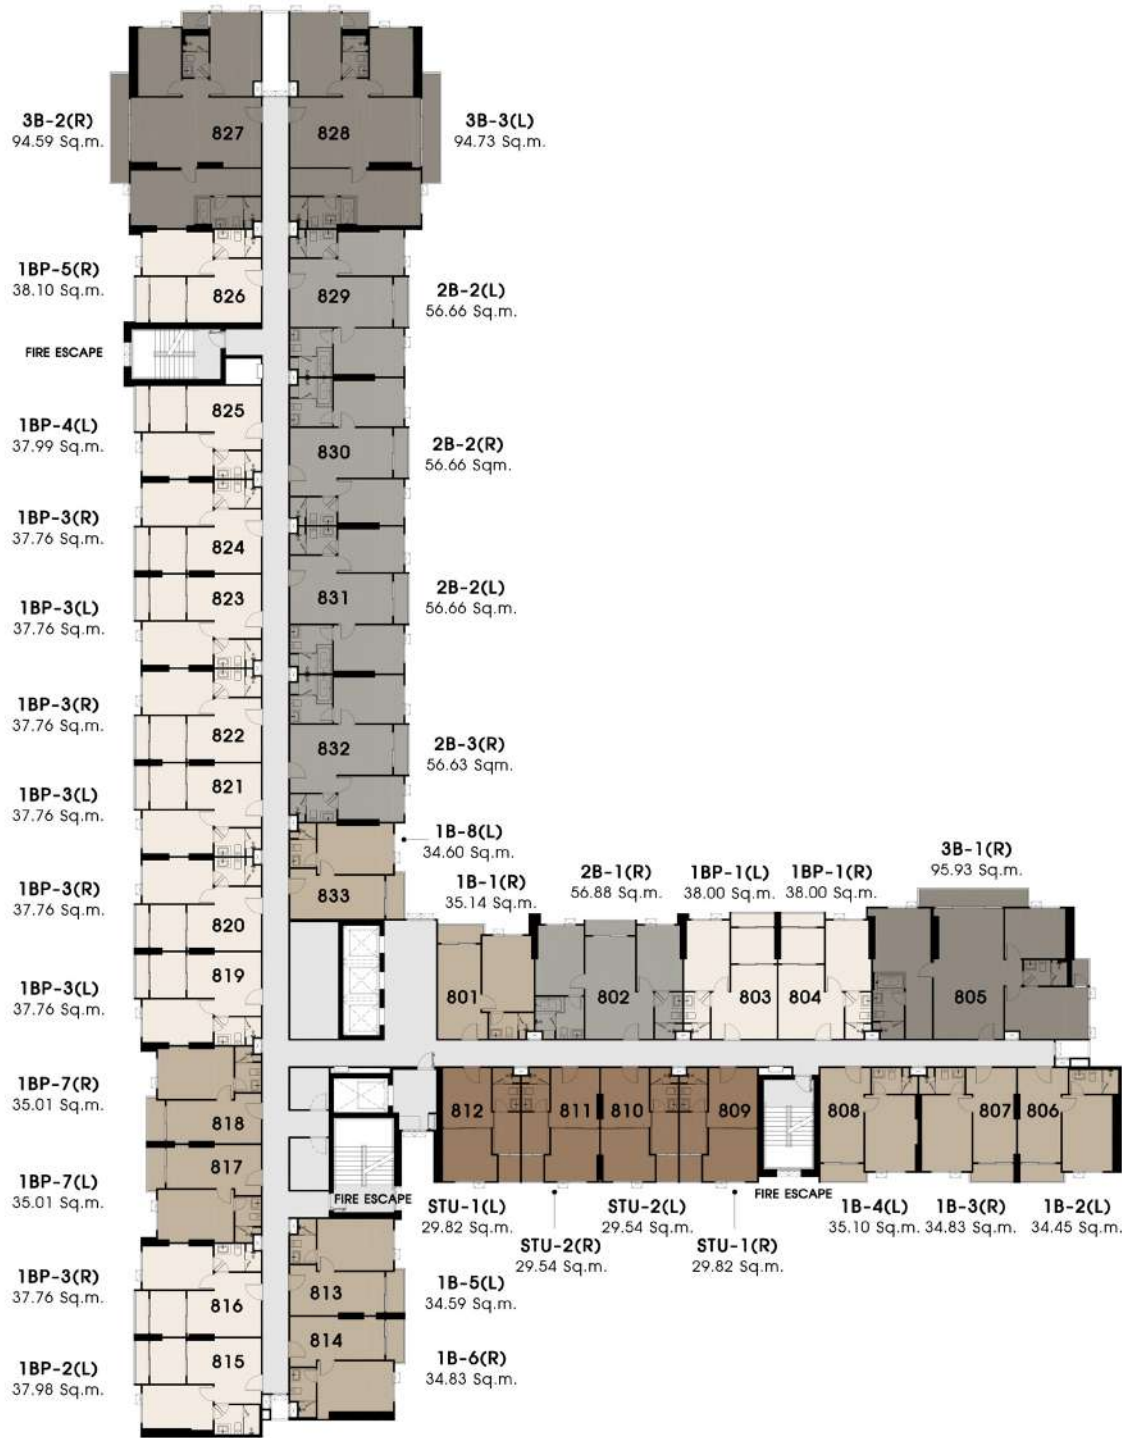 3B-2(R)
94.59 Sq.m.
827
828
3B-3(L)
94.73 Sq.m.
1BP-5(R)
38.10 Sq.m.
826
829
2B-2(L)
56.66 Sq.m.
FIRE ESCAPE
1BP-4(L)
37.99 Sq.m.
825
830
2B-2(R)
56.66 Sqm.
1BP-3(R)
37.76 Sq.m.
824
1BP-3(L)
37.76 Sq.m.
823
831
2B-2(L)
56.66 Sq.m.
1BP-3(R)
37.76 Sq.m.
822
832
2B-3(R)
56.63 Sqm.
1BP-3(L)
37.76 Sq.m.
821
1B-8(L)
34.60 Sq.m.
833
1BP-3(R)
37.76 Sq.m.
820
1B-1(R)
35.14 Sq.m.
2B-1(R)
56.88 Sq.m.
1BP-1(L)
38.00 Sq.m.
1BP-1(R)
38.00 Sq.m.
3B-1(R)
95.93 Sq.m.
1BP-3(L)
37.76 Sq.m.
819
801
802
803
804
805
1BP-7(R)
35.01 Sq.m.
818
812
811
810
809
808
807
806
1BP-7(L)
35.01 Sq.m.
817
FIRE ESCAPE
STU-1(L)
29.82 Sq.m.
STU-2(R)
29.54 Sq.m.
STU-2(L)
29.54 Sq.m.
STU-1(R)
29.82 Sq.m.
FIRE ESCAPE
1B-4(L)
35.10 Sq.m.
1B-3(R)
34.83 Sq.m.
1B-2(L)
34.45 Sq.m.
1BP-3(R)
37.76 Sq.m.
816
813
1B-5(L)
34.59 Sq.m.
1BP-2(L)
37.98 Sq.m.
815
814
1B-6(R)
34.83 Sq.m.